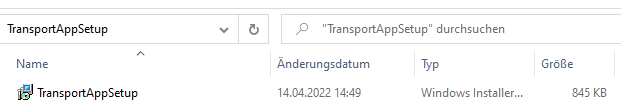 TransportAppSetup "TransportAppSetup" durchsuchen
Name Änderungsdatum Typ Größe
TransportAppSetup 14.04.2022 14:49 Windows Installer... 845 KB